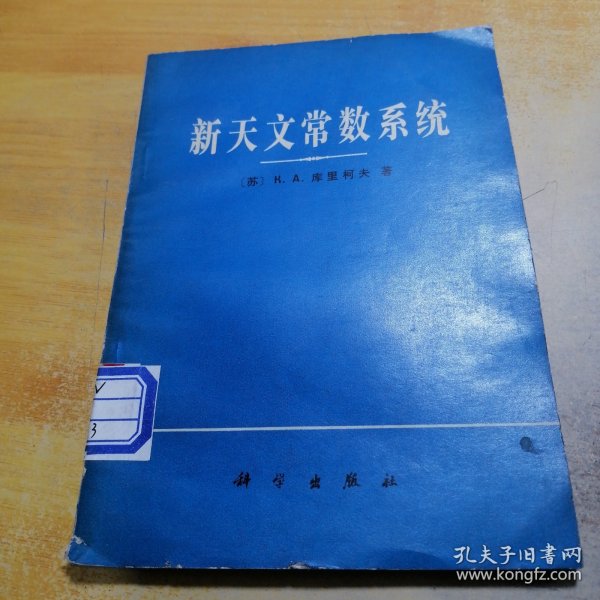 新天文常数系统
〔苏〕 K. A. 库里柯夫 著
V
3
科学出版社
孔夫子旧书网
www.kongfz.com